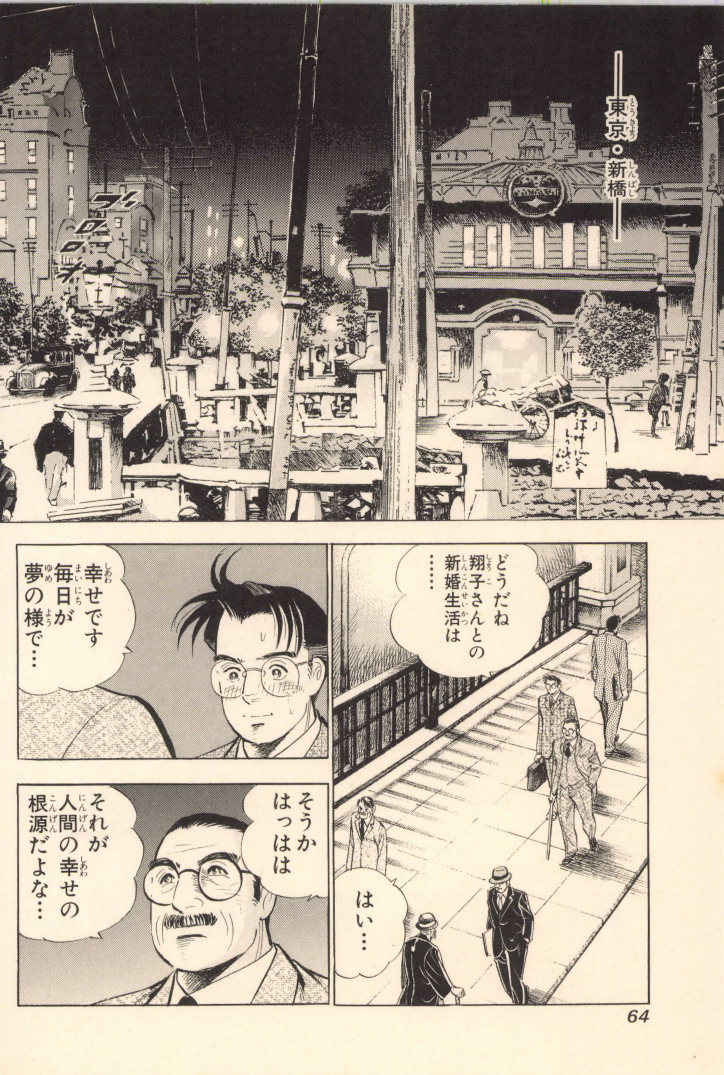 東京・新橋
どうだね
翔子さんとの
新婚生活は
……
はい…
幸せです
毎日が
夢の様で…
そうか
はっはは
それが
人間の幸せの
根源だよな…
64